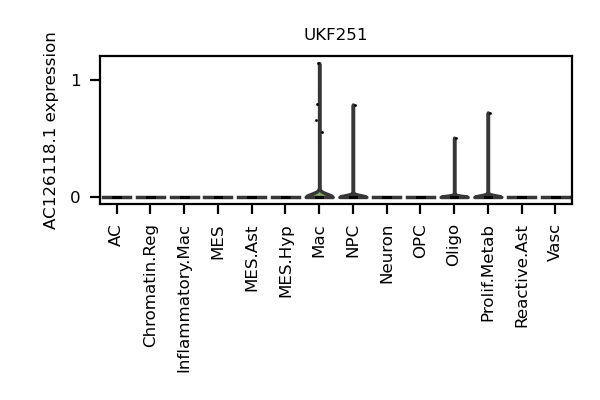 UKF251
AC126118.1 expression
1
0
AC
Chromatin.Reg
Inflammatory.Mac
MES
MES.Ast
MES.Hyp
Mac
NPC
Neuron
OPC
Oligo
Prolif.Metab
Reactive.Ast
Vasc